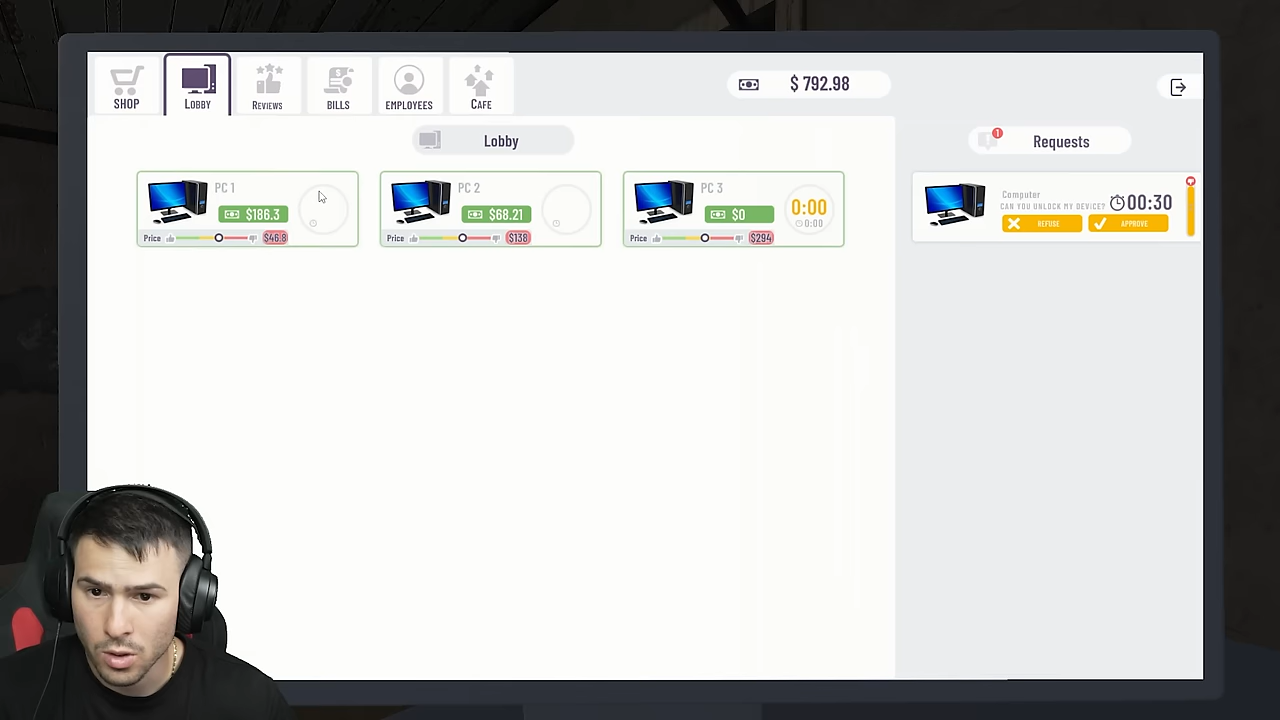 SHOP
LOBBY
REVIEWS
BILLS
EMPLOYEES
CAFE
$ 792.98
Lobby
1
Requests
PC 1
$186.3
Price
$46.8
PC 2
$68.21
Price
$138
PC 3
$0
0:00
0:00
Price
$294
Computer
CAN YOU UNLOCK MY DEVICE?
00:30
REFUSE
APPROVE